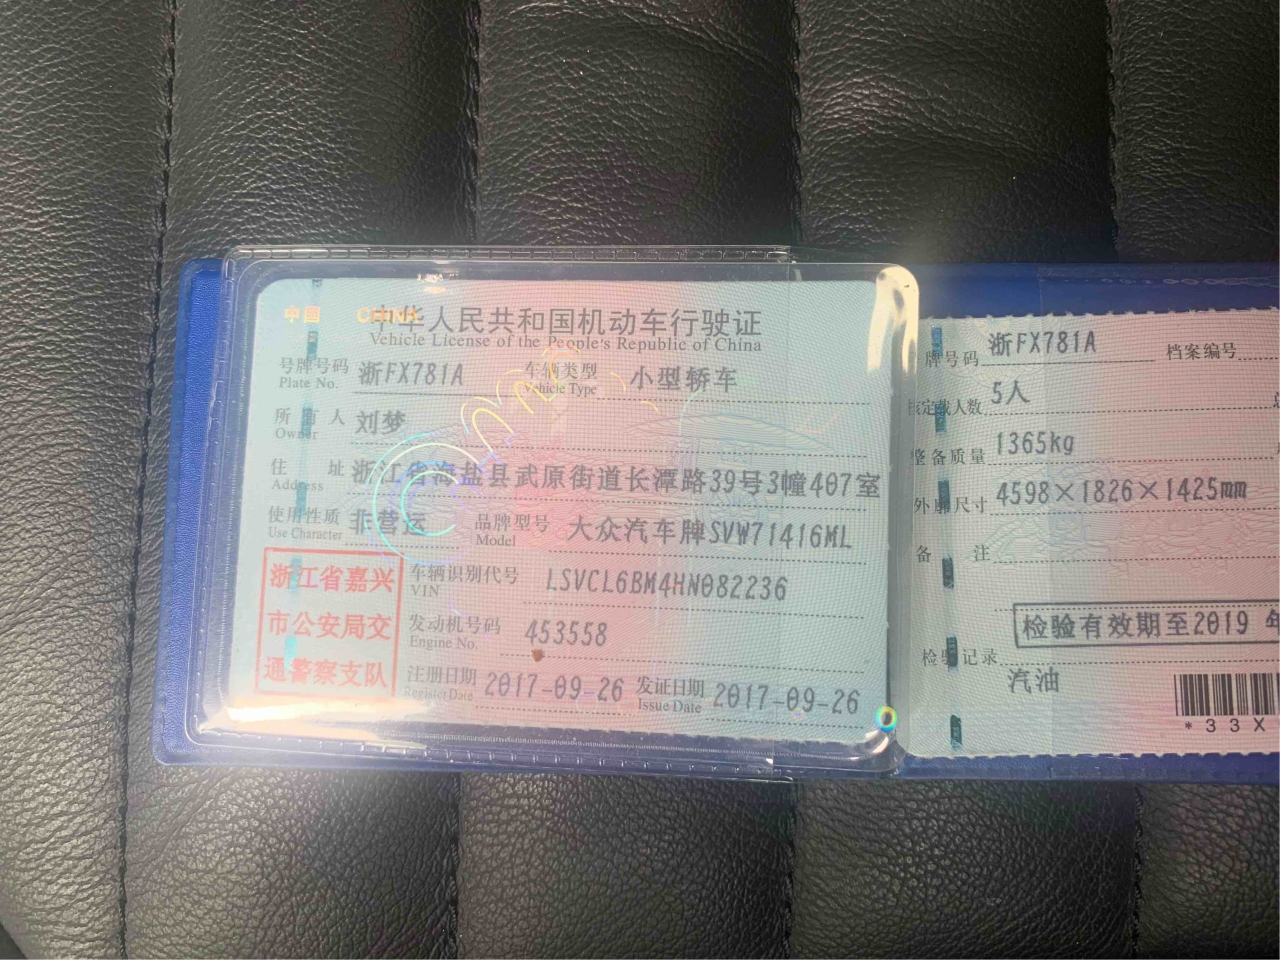 中国 CHINA
中华人民共和国机动车行驶证
Vehicle License of the People's Republic of China
号牌号码 浙FX781A 车辆类型 小型轿车
Plate No. Vehicle Type
所有人 刘梦
Owner
住址 浙江省海盐县武原街道长潭路39号3幢407室
Address
使用性质 非营运 品牌型号 大众汽车牌SVW71416ML
Use Character Model
浙江省嘉兴
市公安局交
通警察支队
车辆识别代号 LSVCL6BM4HN082236
VIN
发动机号码 453558
Engine No.
注册日期 2017-09-26 发证日期 2017-09-26
Register Date Issue Date
号牌号码 浙FX781A 档案编号
核定载人数 5人
整备质量 1365kg
外廓尺寸 4598×1826×1425mm
备注
检验有效期至2019年
检验记录
汽油
*33X